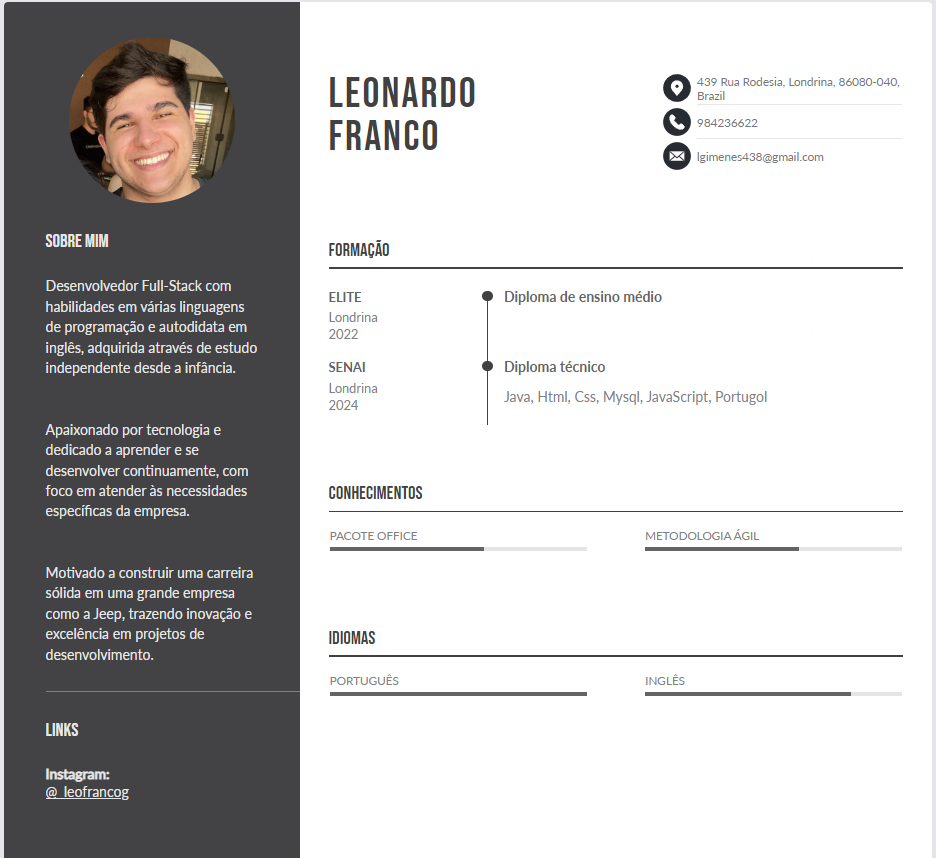 LEONARDO
FRANCO
439 Rua Rodesia, Londrina, 86080-040,
Brazil
984236622
lgimenes438@gmail.com
SOBRE MIM
Desenvolvedor Full-Stack com
habilidades em várias linguagens
de programação e autodidata em
inglês, adquirida através de estudo
independente desde a infância.
Apaixonado por tecnologia e
dedicado a aprender e se
desenvolver continuamente, com
foco em atender às necessidades
específicas da empresa.
Motivado a construir uma carreira
sólida em uma grande empresa
como a Jeep, trazendo inovação e
excelência em projetos de
desenvolvimento.
LINKS
Instagram:
@_leofrancog
FORMAÇÃO
ELITE
Londrina
2022
Diploma de ensino médio
SENAI
Londrina
2024
Diploma técnico
Java, Html, Css, Mysql, JavaScript, Portugol
CONHECIMENTOS
PACOTE OFFICE
METODOLOGIA ÁGIL
IDIOMAS
PORTUGUÊS
INGLÊS